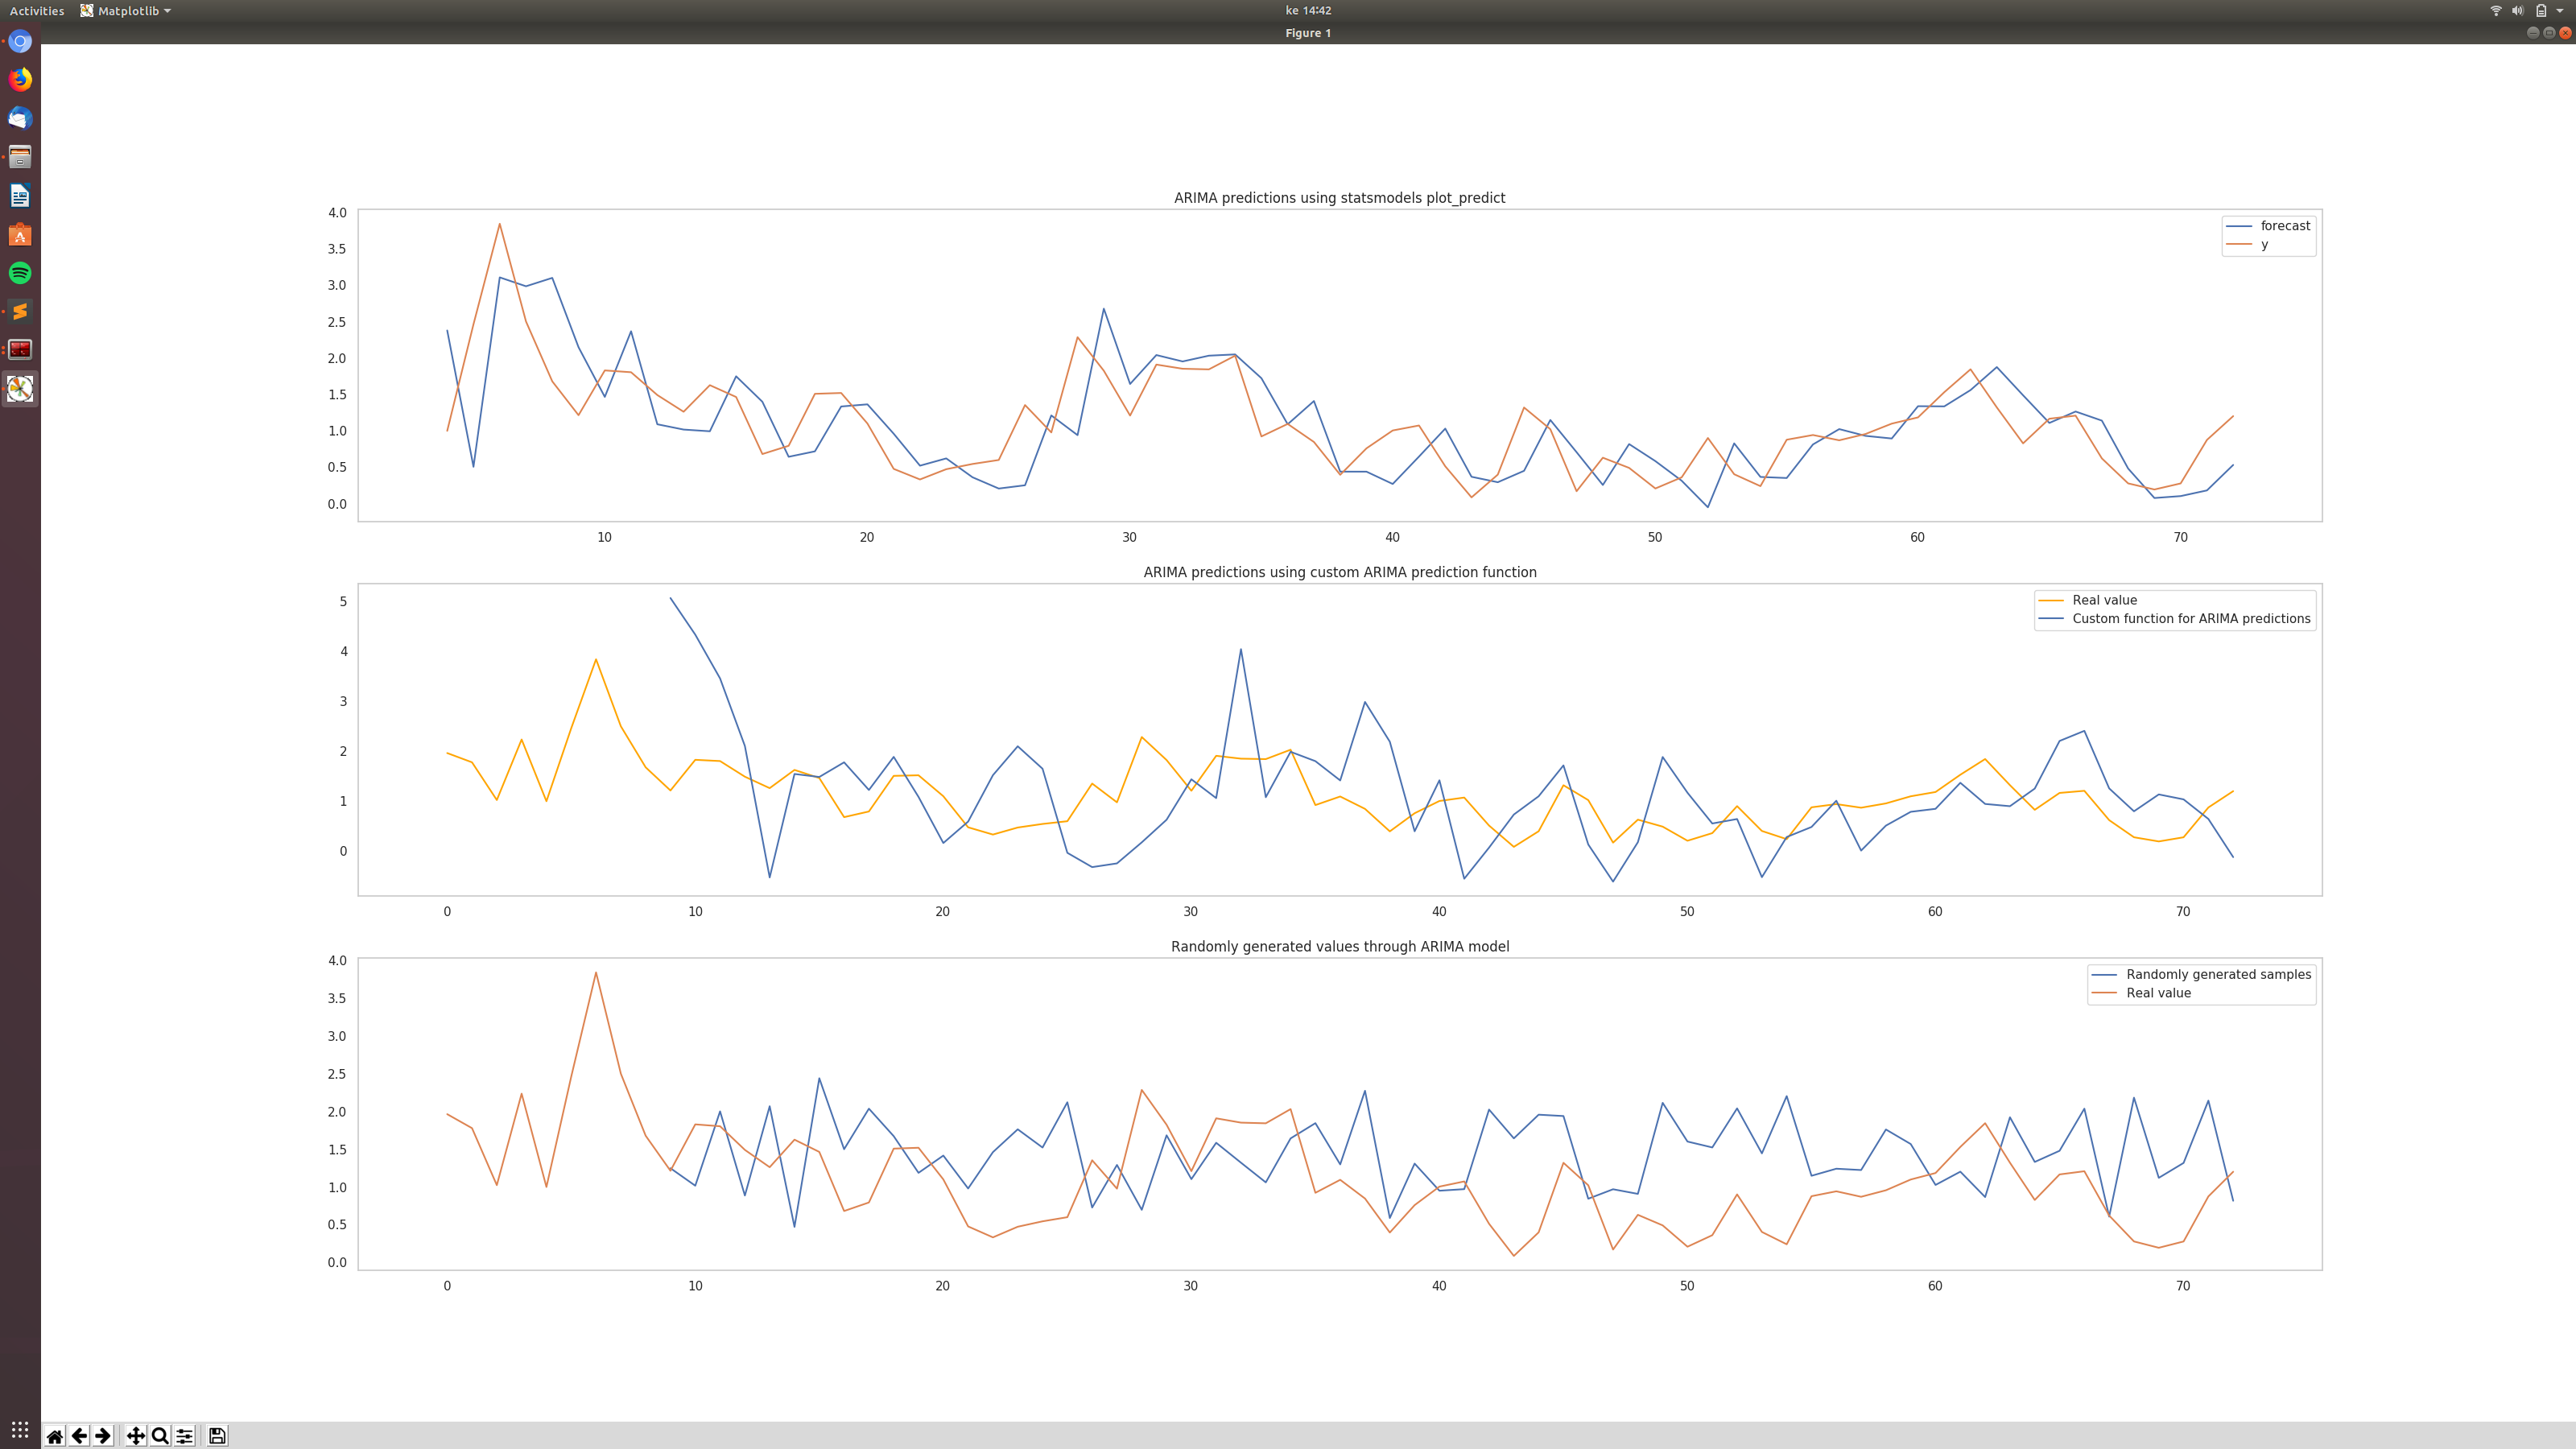 Activities Matplotlib ke 14:42
Figure 1
ARIMA predictions using statsmodels plot_predict
4.0
3.5
3.0
2.5
2.0
1.5
1.0
0.5
0.0
forecast
y
10 20 30 40 50 60 70
ARIMA predictions using custom ARIMA prediction function
5
4
3
2
1
0
Real value
Custom function for ARIMA predictions
0 10 20 30 40 50 60 70
Randomly generated values through ARIMA model
4.0
3.5
3.0
2.5
2.0
1.5
1.0
0.5
0.0
Randomly generated samples
Real value
0 10 20 30 40 50 60 70